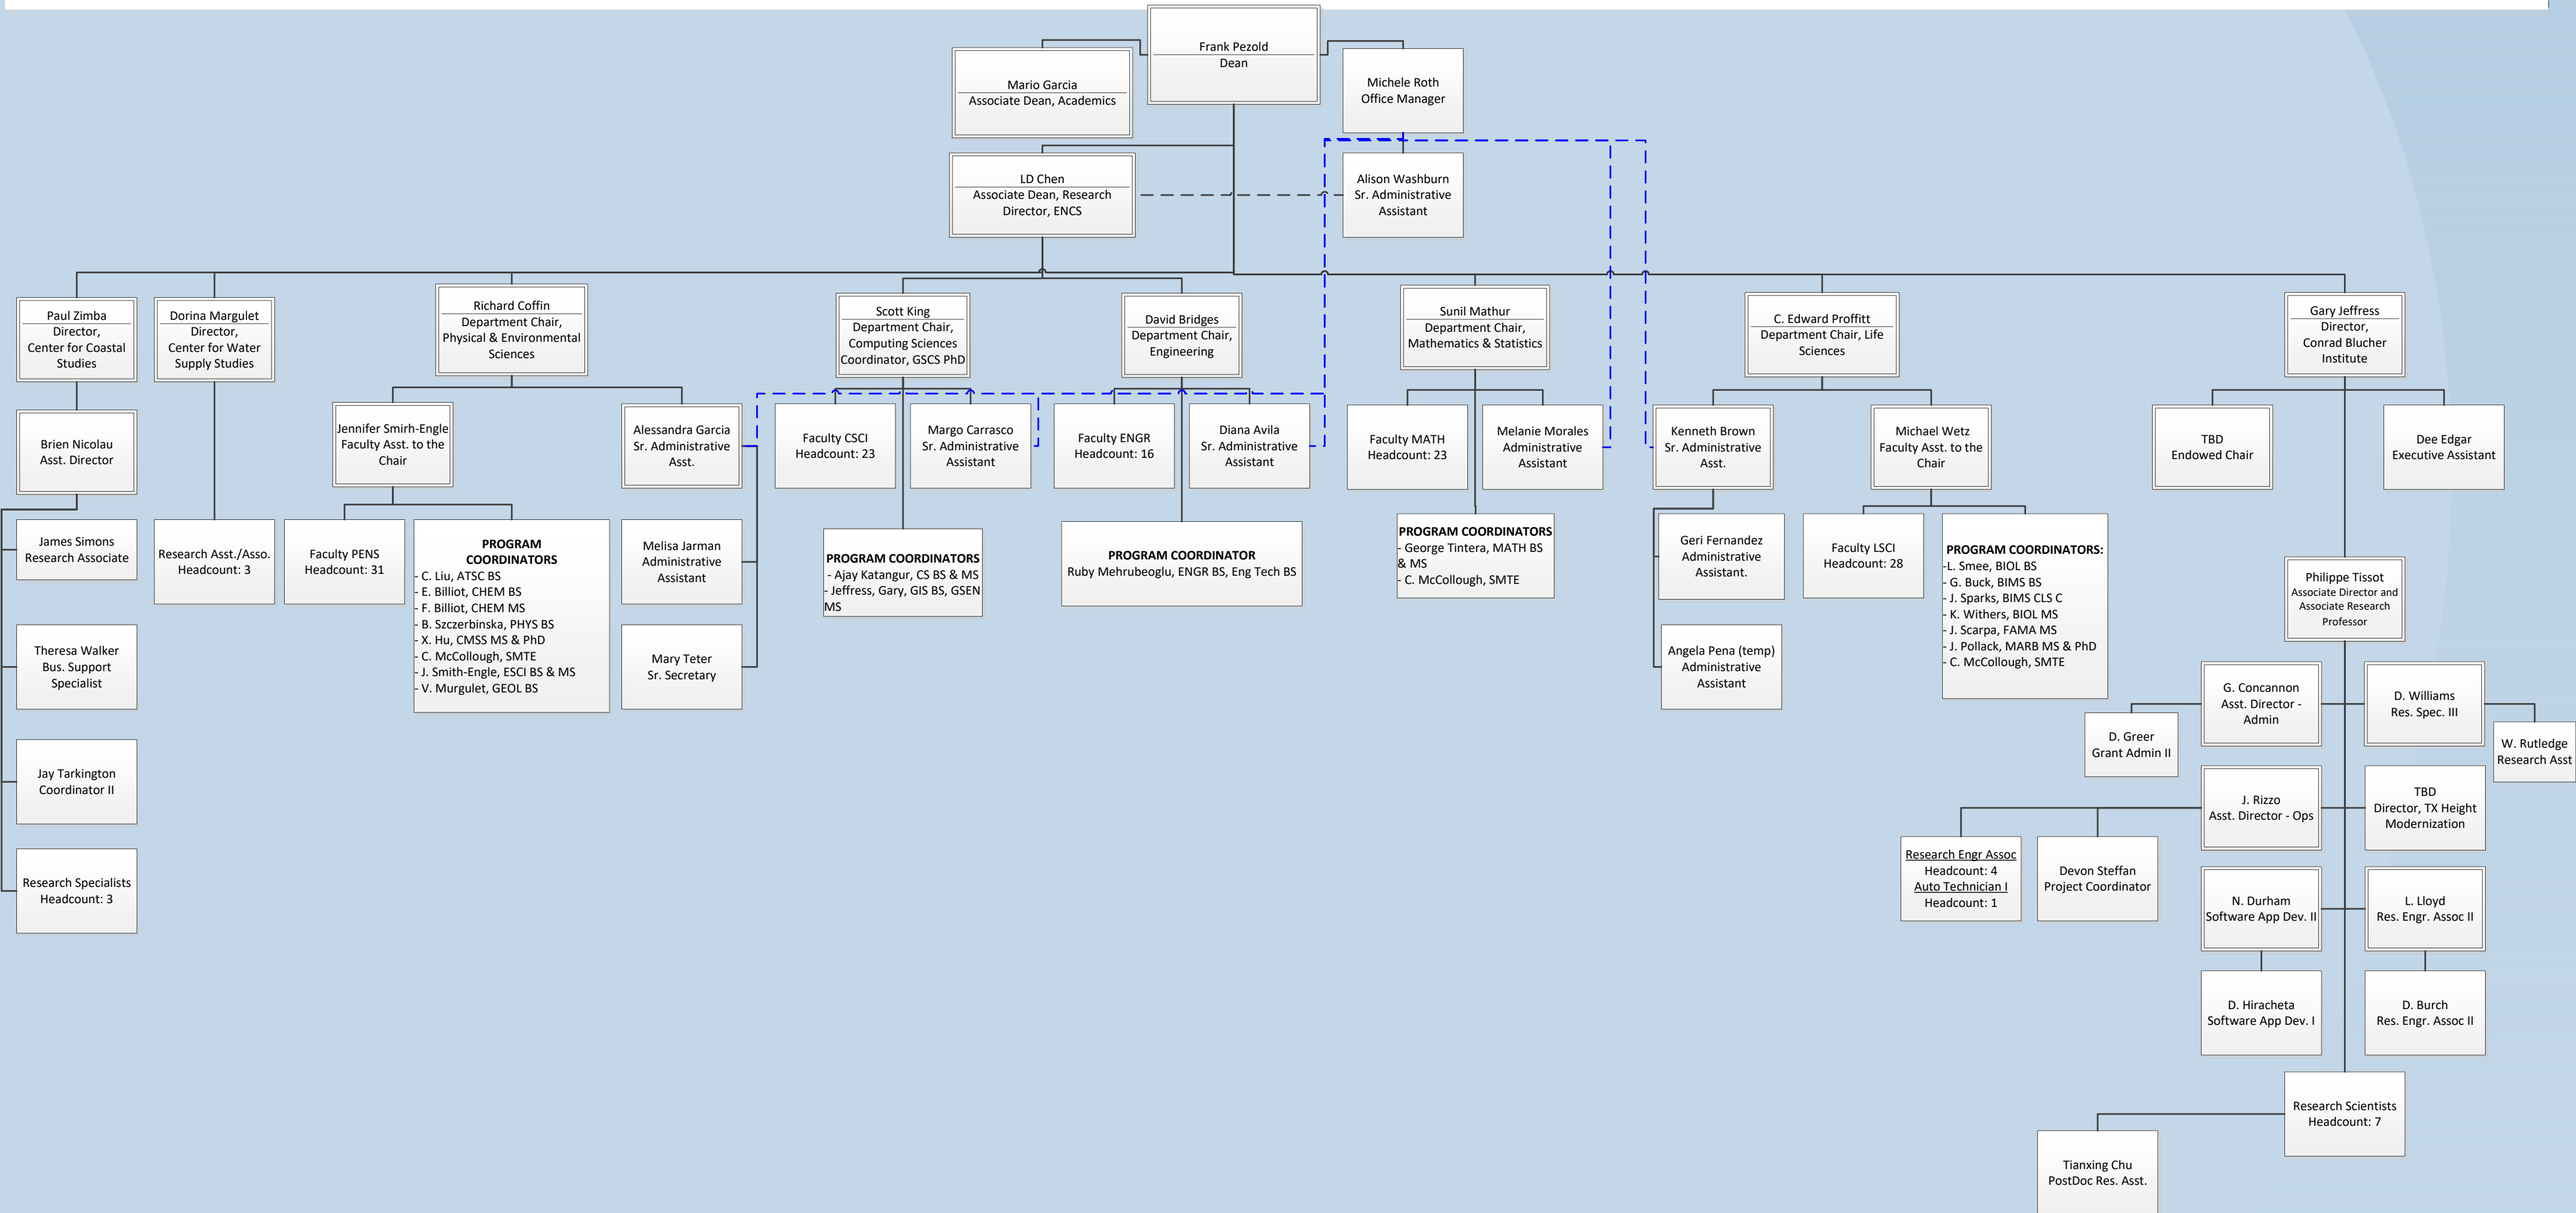 Frank Pezold
Dean
Mario Garcia
Associate Dean, Academics
Michele Roth
Office Manager
LD Chen
Associate Dean, Research
Director, ENCS
Alison Washburn
Sr. Administrative
Assistant
Paul Zimba
Director,
Center for Coastal
Studies
Dorina Margulet
Director,
Center for Water
Supply Studies
Richard Coffin
Department Chair,
Physical & Environmental
Sciences
Scott King
Department Chair,
Computing Sciences
Coordinator, GSCS PhD
David Bridges
Department Chair,
Engineering
Sunil Mathur
Department Chair,
Mathematics & Statistics
C. Edward Proffitt
Department Chair, Life
Sciences
Gary Jeffress
Director,
Conrad Blucher
Institute
Brien Nicolau
Asst. Director
Jennifer Smirh-Engle
Faculty Asst. to the
Chair
Alessandra Garcia
Sr. Administrative
Asst.
Faculty CSCI
Headcount: 23
Margo Carrasco
Sr. Administrative
Assistant
Faculty ENGR
Headcount: 16
Diana Avila
Sr. Administrative
Assistant
Faculty MATH
Headcount: 23
Melanie Morales
Administrative
Assistant
Kenneth Brown
Sr. Administrative
Asst.
Michael Wetz
Faculty Asst. to the
Chair
TBD
Endowed Chair
Dee Edgar
Executive Assistant
James Simons
Research Associate
Research Asst./Asso.
Headcount: 3
Faculty PENS
Headcount: 31
PROGRAM
COORDINATORS
- C. Liu, ATSC BS
- E. Billiot, CHEM BS
- F. Billiot, CHEM MS
- B. Szczerbinska, PHYS BS
- X. Hu, CMSS MS & PhD
- C. McCollough, SMTE
- J. Smith-Engle, ESCI BS & MS
- V. Murgulet, GEOL BS
Melisa Jarman
Administrative
Assistant
PROGRAM COORDINATORS
- Ajay Katangur, CS BS & MS
- Jeffress, Gary, GIS BS, GSEN
MS
PROGRAM COORDINATOR
Ruby Mehrubeoglu, ENGR BS, Eng Tech BS
PROGRAM COORDINATORS
- George Tintera, MATH BS
& MS
- C. McCollough, SMTE
Geri Fernandez
Administrative
Assistant.
Faculty LSCI
Headcount: 28
PROGRAM COORDINATORS:
-L. Smee, BIOL BS
- G. Buck, BIMS BS
- J. Sparks, BIMS CLS C
- K. Withers, BIOL MS
- J. Scarpa, FAMA MS
- J. Pollack, MARB MS & PhD
- C. McCollough, SMTE
Philippe Tissot
Associate Director and
Associate Research
Professor
Theresa Walker
Bus. Support
Specialist
Mary Teter
Sr. Secretary
Angela Pena (temp)
Administrative
Assistant
G. Concannon
Asst. Director -
Admin
D. Williams
Res. Spec. III
D. Greer
Grant Admin II
W. Rutledge
Research Asst
Jay Tarkington
Coordinator II
J. Rizzo
Asst. Director - Ops
TBD
Director, TX Height
Modernization
Research Specialists
Headcount: 3
Research Engr Assoc
Headcount: 4
Auto Technician I
Headcount: 1
Devon Steffan
Project Coordinator
N. Durham
Software App Dev. II
L. Lloyd
Res. Engr. Assoc II
D. Hiracheta
Software App Dev. I
D. Burch
Res. Engr. Assoc II
Research Scientists
Headcount: 7
Tianxing Chu
PostDoc Res. Asst.